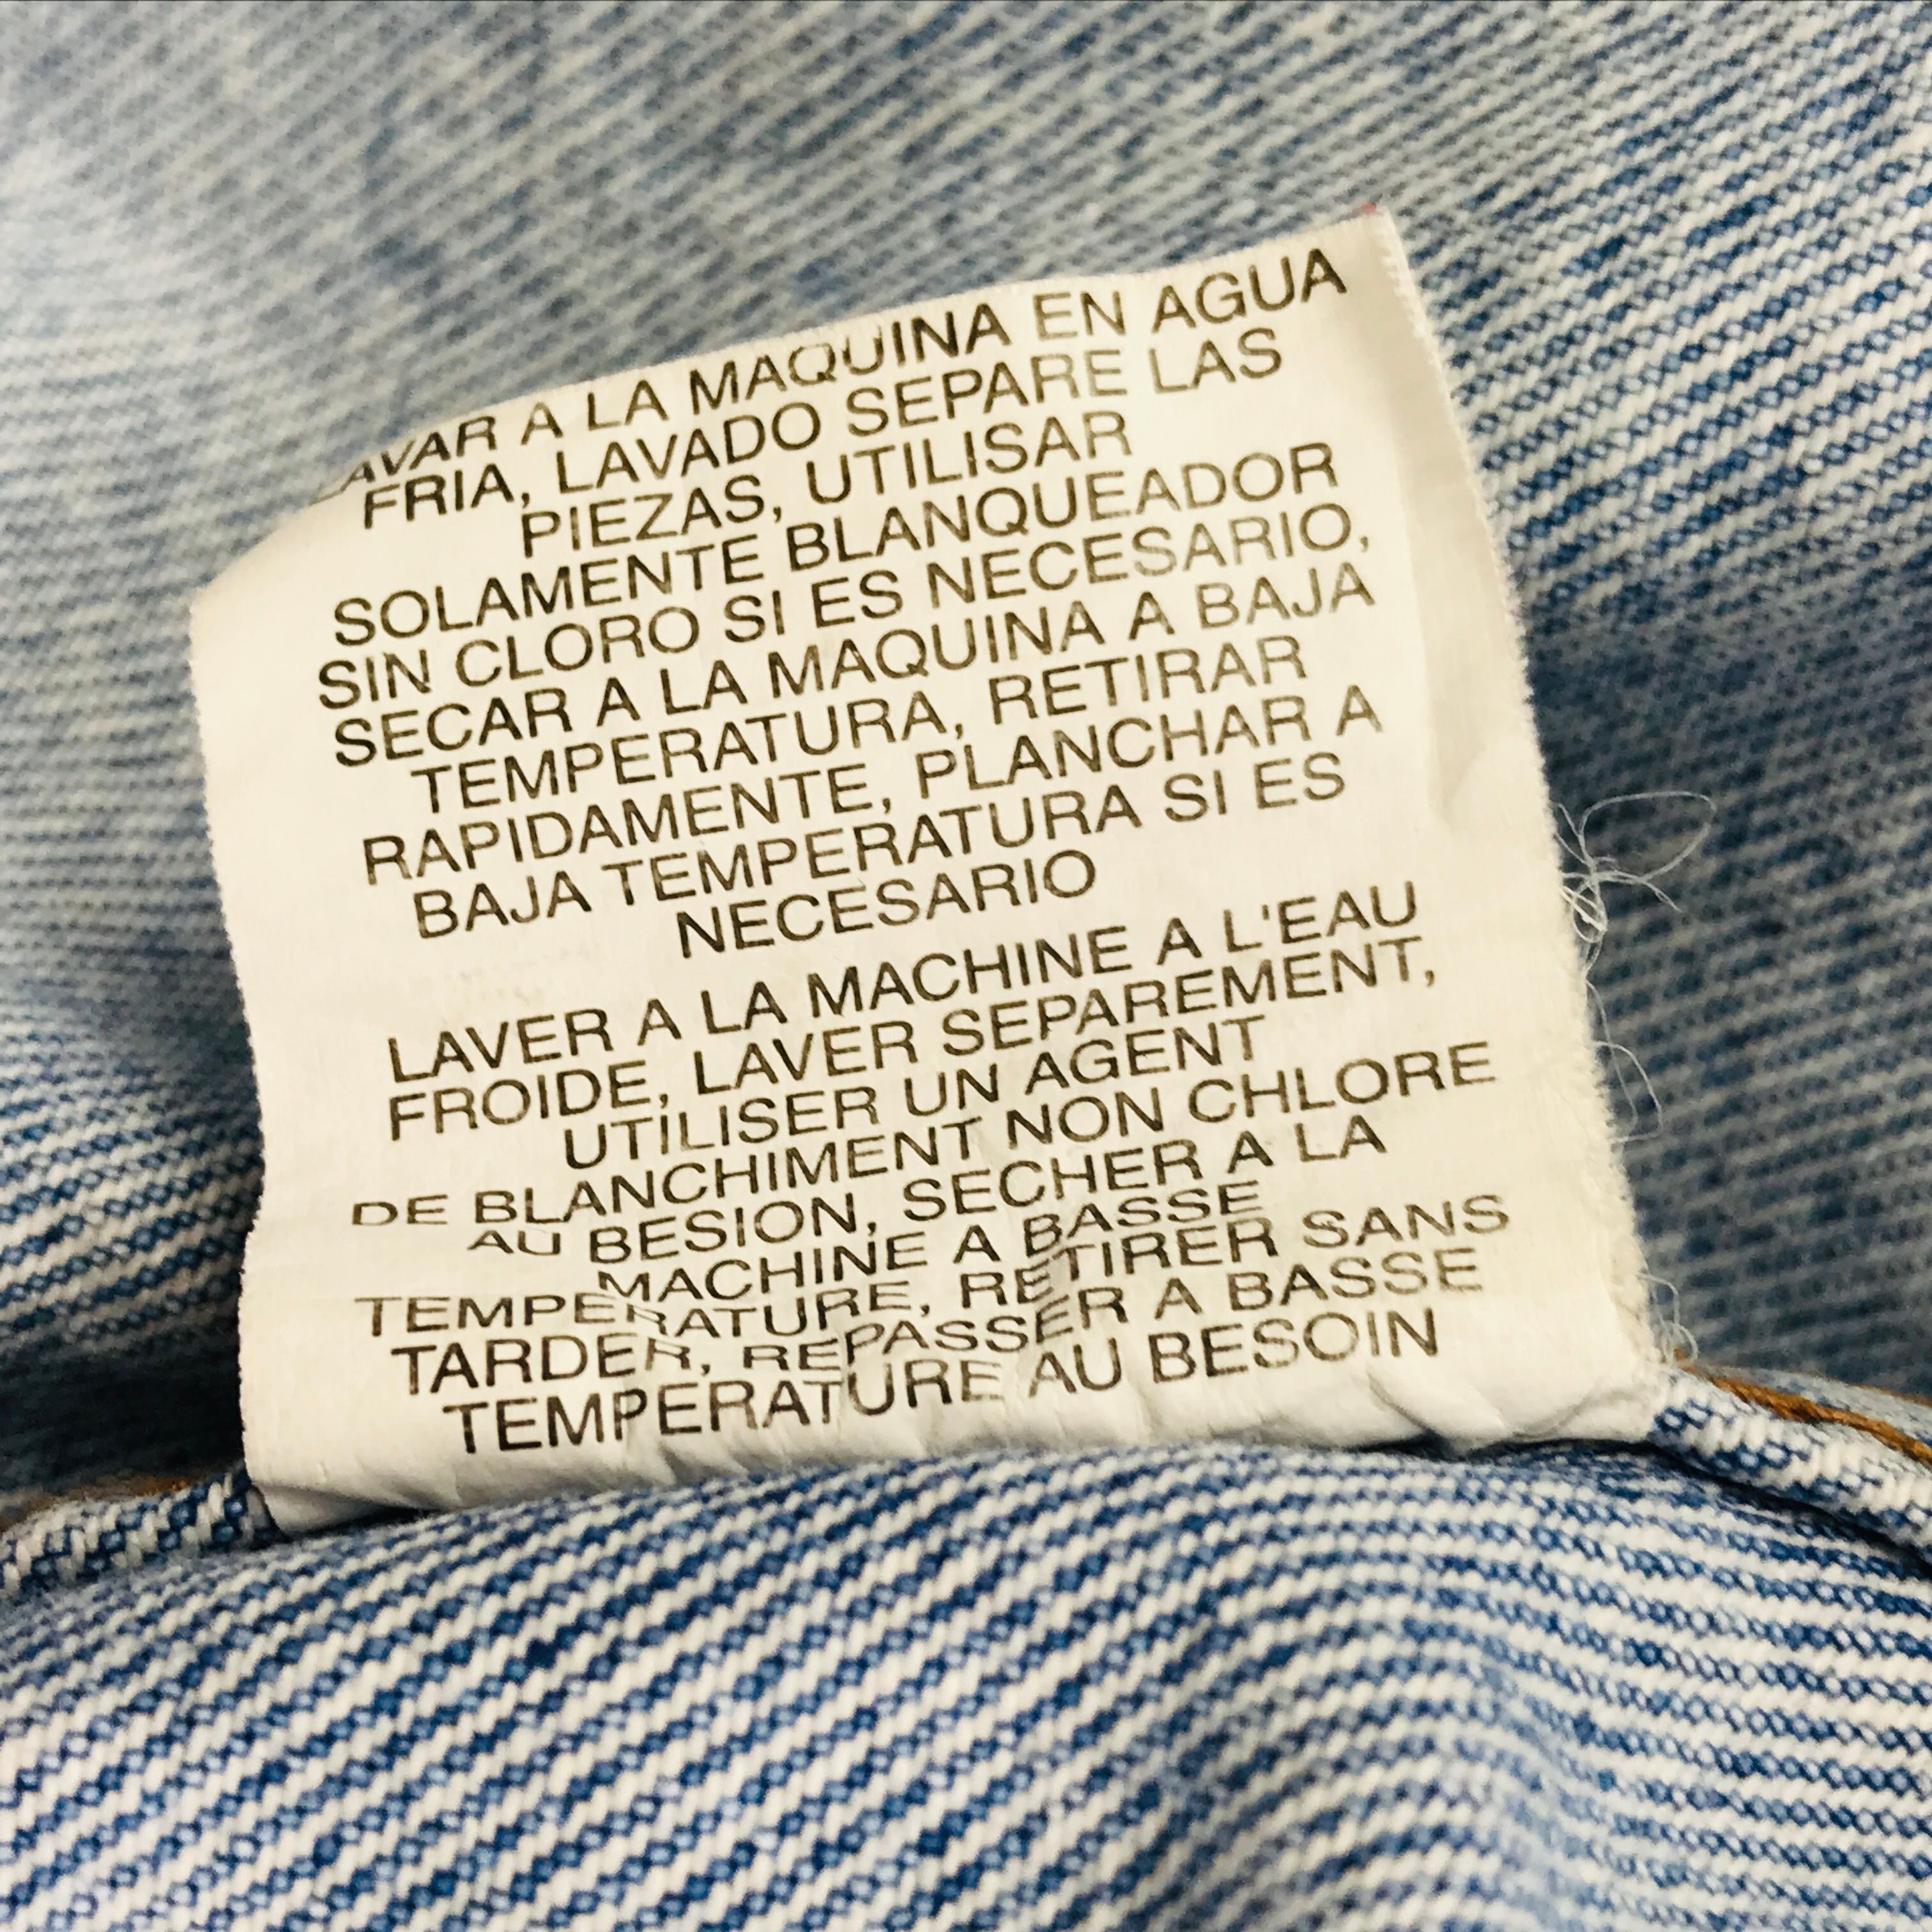 LAVAR A LA MAQUINA EN AGUA
FRIA, LAVADO SEPARE LAS
PIEZAS, UTILISAR
SOLAMENTE BLANQUEADOR
SIN CLORO SI ES NECESARIO,
SECAR A LA MAQUINA A BAJA
TEMPERATURA, RETIRAR
RAPIDAMENTE, PLANCHAR A
BAJA TEMPERATURA SI ES
NECESARIO
LAVER A LA MACHINE A L'EAU
FROIDE, LAVER SEPAREMENT,
UTILISER UN AGENT
DE BLANCHIMENT NON CHLORE
AU BESION, SECHER A LA
MACHINE A BASSE
TEMPERATURE, RETIRER SANS
TARDER, REPASSER A BASSE
TEMPERATURE AU BESOIN